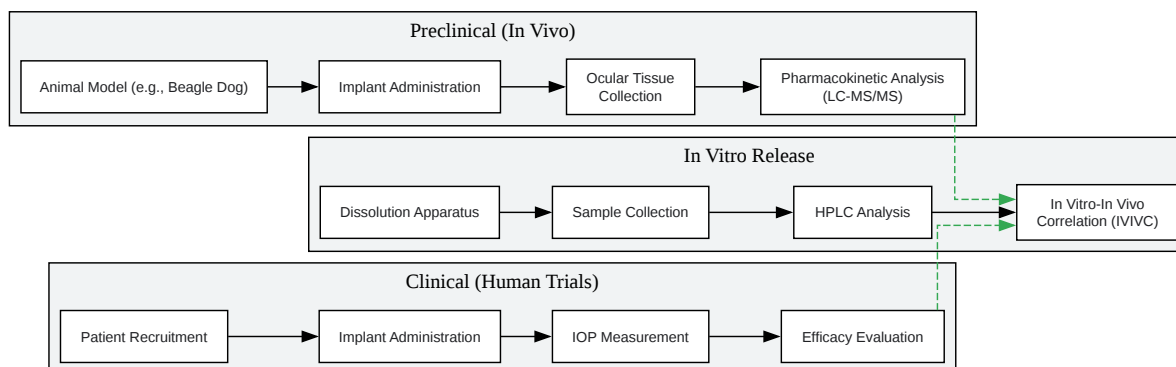 Preclinical (In Vivo)
Animal Model (e.g., Beagle Dog)
Implant Administration
Ocular Tissue
Collection
Pharmacokinetic Analysis
(LC-MS/MS)
In Vitro Release
Dissolution Apparatus
Sample Collection
HPLC Analysis
In Vitro-In Vivo
Correlation (IVIVC)
Clinical (Human Trials)
Patient Recruitment
Implant Administration
IOP Measurement
Efficacy Evaluation